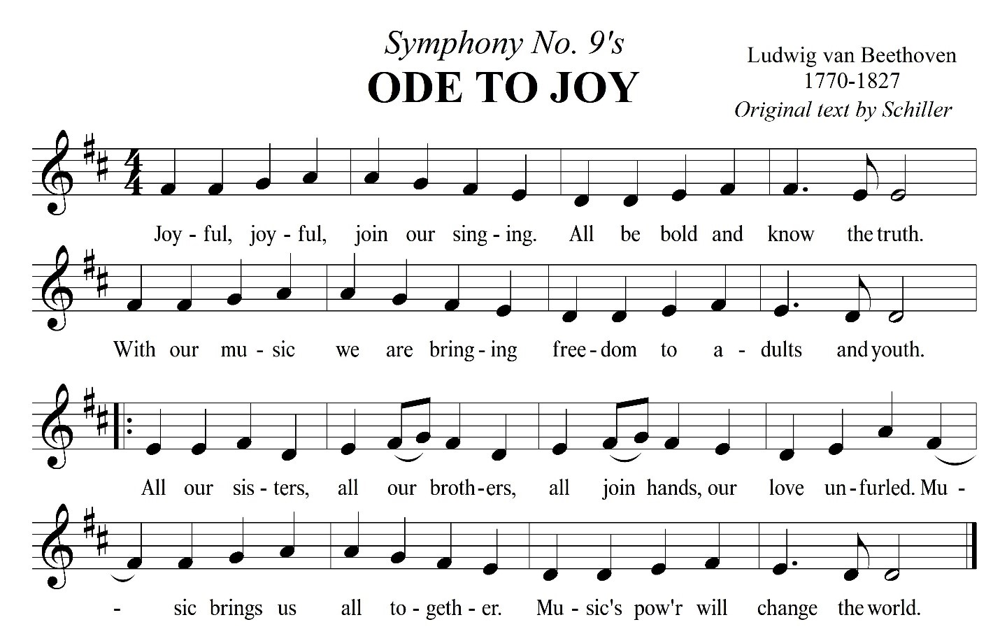 Symphony No. 9's
ODE TO JOY
Ludwig van Beethoven
1770-1827
Original text by Schiller
4
4
Joy - ful, joy - ful, join our sing - ing. All be bold and know the truth.
With our mu - sic we are bring - ing free - dom to a - dults and youth.
All our sis - ters, all our broth - ers, all join hands, our love un - furled. Mu -
- sic brings us all to - geth - er. Mu - sic's pow'r will change the world.